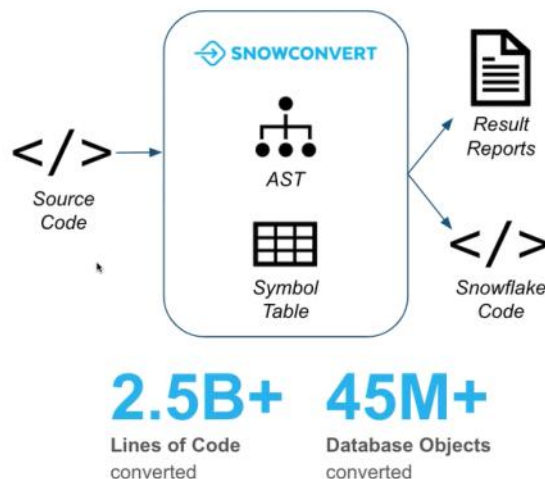 SNOWCONVERT
</>
Source
Code
AST
Symbol
Table
Result
Reports
</>
Snowflake
Code
2.5B+
Lines of Code
converted
45M+
Database Objects
converted